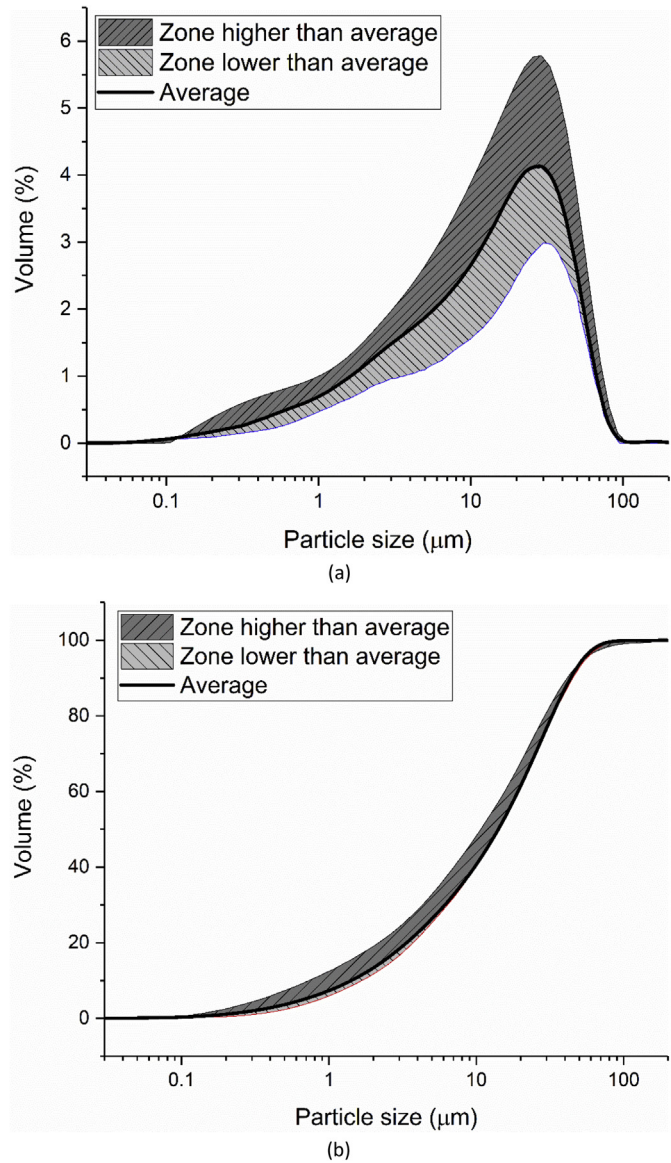 Zone higher than average
Zone lower than average
Average
6
5
4
3
2
1
0
Volume (%)
0.1
1
10
100
Particle size (μm)
(a)
Zone higher than average
Zone lower than average
Average
100
80
60
40
20
0
Volume (%)
0.1
1
10
100
Particle size (μm)
(b)